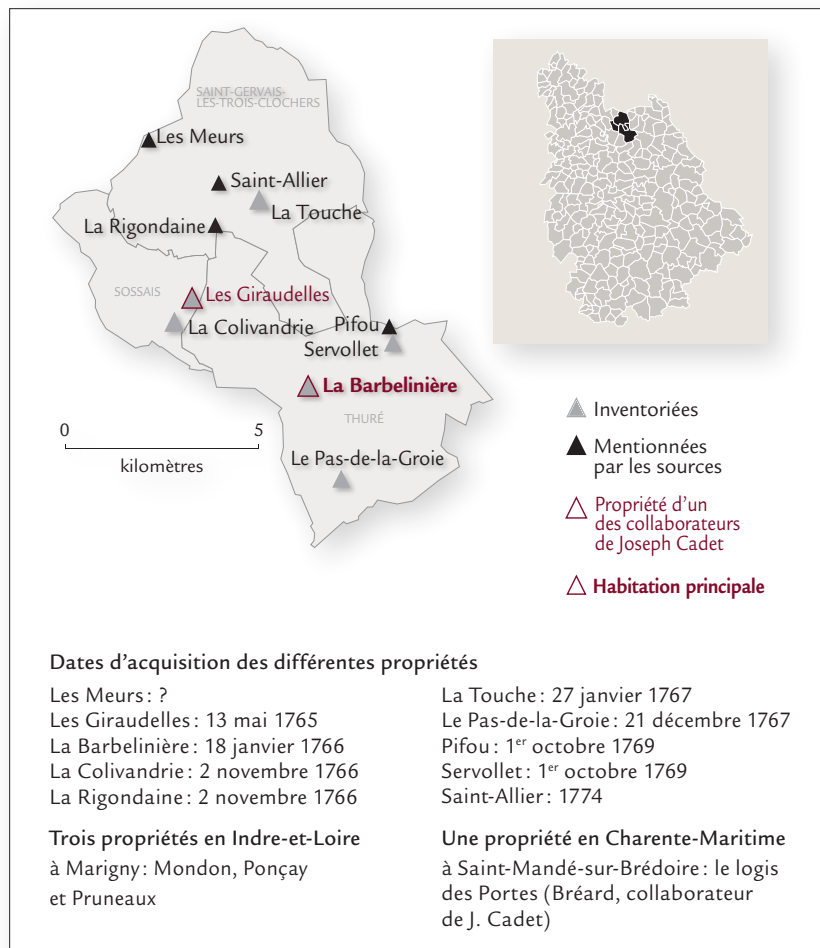 SAINT-GERVAIS-
LES-TROIS-CLOCHERS
Les Meurs
Saint-Allier
La Touche
La Rigondaine
SOSSAIS
Les Giraudelles
La Colivandrie
Pifou
Servollet
La Barbelinière
THURÉ
Le Pas-de-la-Groie
0 5
kilomètres
Inventoriées
Mentionnées
par les sources
Propriété d'un
des collaborateurs
de Joseph Cadet
Habitation principale
Dates d'acquisition des différentes propriétés
Les Meurs : ?
Les Giraudelles : 13 mai 1765
La Barbelinière : 18 janvier 1766
La Colivandrie : 2 novembre 1766
La Rigondaine : 2 novembre 1766
La Touche : 27 janvier 1767
Le Pas-de-la-Groie : 21 décembre 1767
Pifou : 1er octobre 1769
Servollet : 1er octobre 1769
Saint-Allier : 1774
Trois propriétés en Indre-et-Loire
à Marigny : Mondon, Ponçay
et Pruneaux
Une propriété en Charente-Maritime
à Saint-Mandé-sur-Brédoire : le logis
des Portes (Bréard, collaborateur
de J. Cadet)